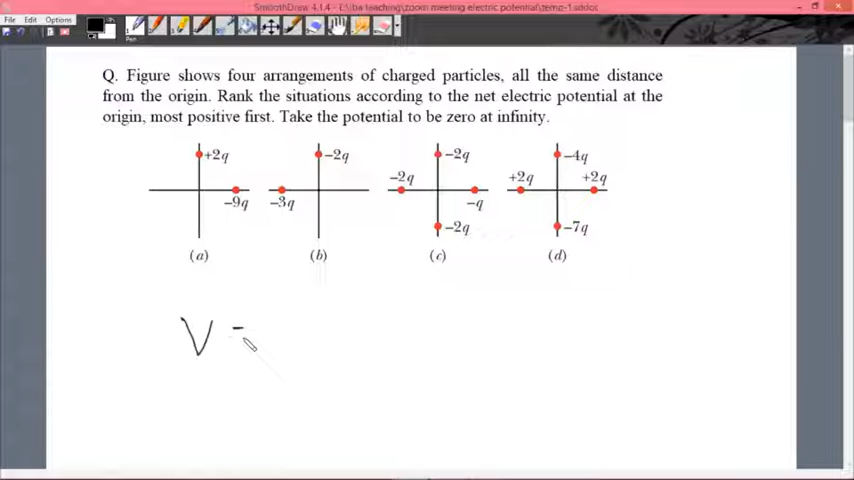 SmoothDraw 4.1.4 - E:\iba teaching\zoom meeting electric potential\temz-1.sddoc
File Edit Options
Pen
Q. Figure shows four arrangements of charged particles, all the same distance
from the origin. Rank the situations according to the net electric potential at the
origin, most positive first. Take the potential to be zero at infinity.
+2q −2q −2q −4q
−2q +2q +2q
−9q −3q −q
−2q −7q
(a) (b) (c) (d)
V =